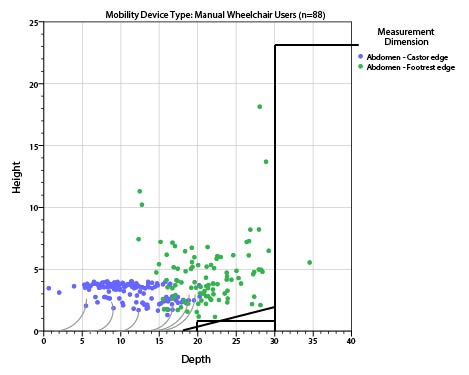 Mobility Device Type: Manual Wheelchair Users (n=88)
Measurement
Dimension
Abdomen - Castor edge
Abdomen - Footrest edge
Height
25
20
15
10
5
0
0 5 10 15 20 25 30 35 40
Depth